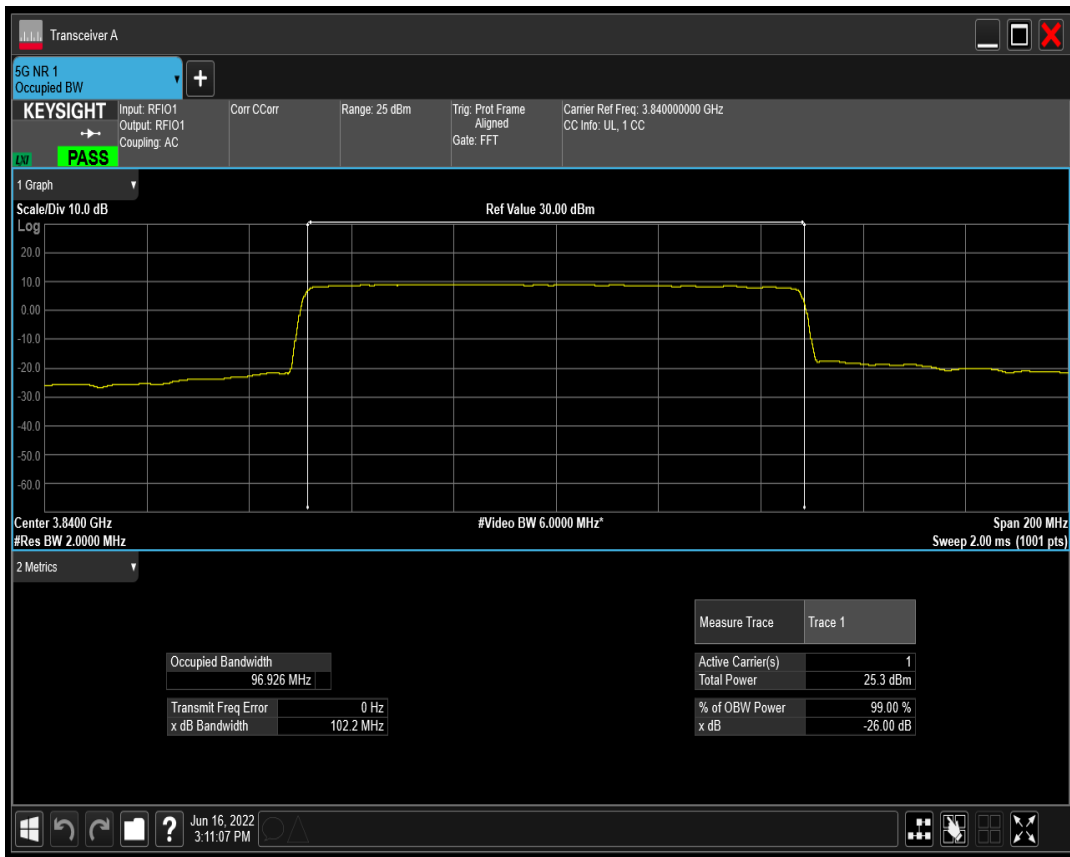 Transceiver A
5G NR 1
Occupied BW
+
KEYSIGHT
Input: RFIO1
Output: RFIO1
Coupling: AC
LXI
PASS
Corr CCorr
Range: 25 dBm
Trig: Prot Frame
Aligned
Gate: FFT
Carrier Ref Freq: 3.840000000 GHz
CC Info: UL, 1 CC
1 Graph
Scale/Div 10.0 dB
Ref Value 30.00 dBm
Log
20.0
10.0
0.00
-10.0
-20.0
-30.0
-40.0
-50.0
-60.0
Center 3.8400 GHz
#Video BW 6.0000 MHz*
Span 200 MHz
#Res BW 2.0000 MHz
Sweep 2.00 ms (1001 pts)
2 Metrics
Measure Trace Trace 1
Occupied Bandwidth
96.926 MHz
Transmit Freq Error 0 Hz
x dB Bandwidth 102.2 MHz
Active Carrier(s) 1
Total Power 25.3 dBm
% of OBW Power 99.00 %
x dB -26.00 dB
?
Jun 16, 2022
3:11:07 PM